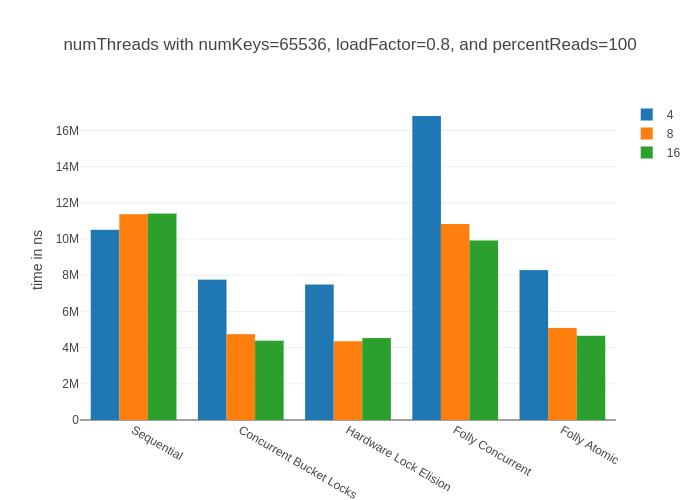 numThreads with numKeys=65536, loadFactor=0.8, and percentReads=100
4
8
16
time in ns
16M
14M
12M
10M
8M
6M
4M
2M
0
Sequential
Concurrent Bucket Locks
Hardware Lock Elision
Folly Concurrent
Folly Atomic